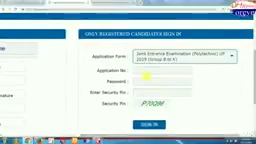 ONLY REGISTERED CANDIDATES SIGN IN
Application Form :
Joint Entrance Examination (Polytechnic) UP
2019 (Group E to K)
Application No :
Password :
Enter Security Pin :
Security Pin :
SIGN IN